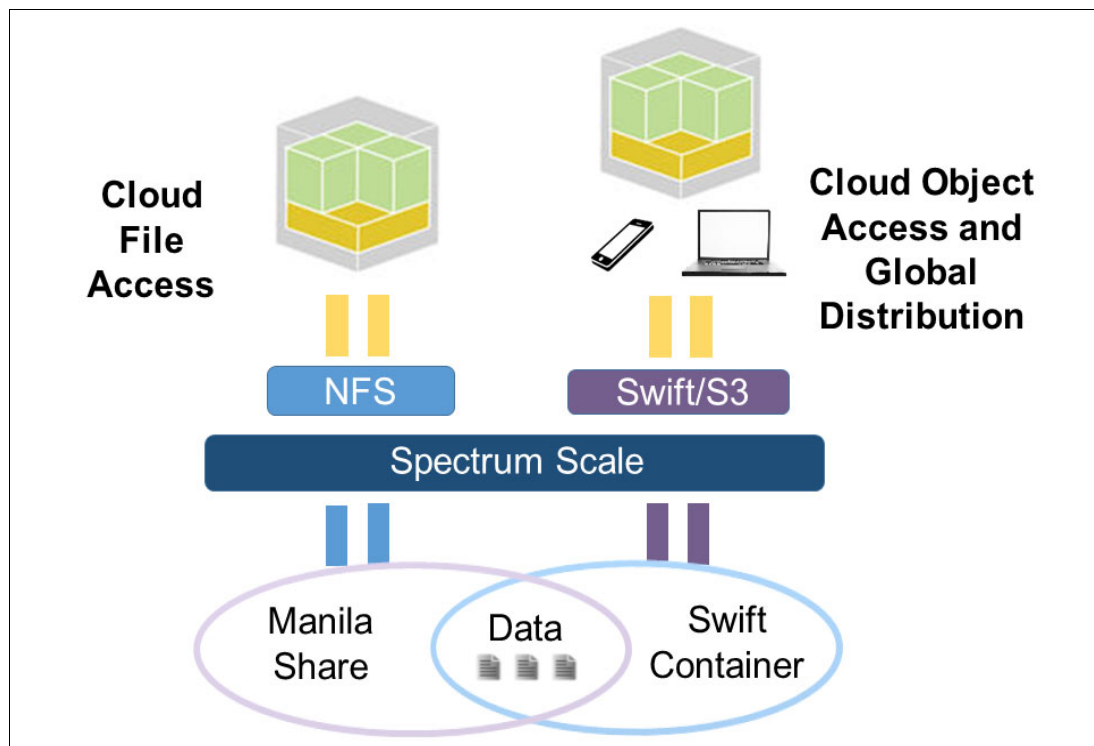 Cloud
File
Access
Cloud Object
Access and
Global
Distribution
NFS
Swift/S3
Spectrum Scale
Manila
Share
Data
Swift
Container